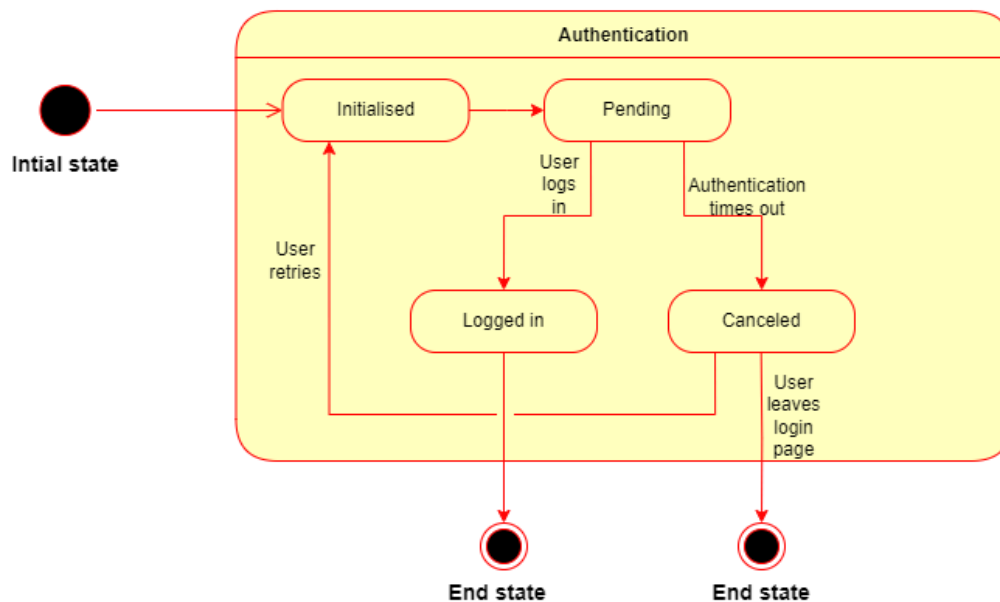 Authentication
Initialised
Pending
Intial state
User
logs
in
Authentication
times out
User
retries
Logged in
Canceled
User
leaves
login
page
End state
End state